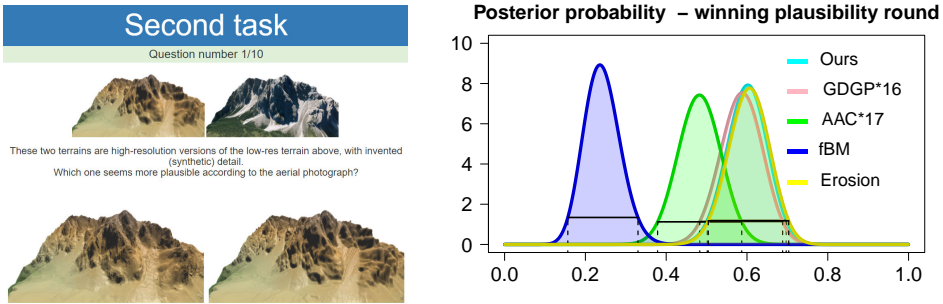 Second task
Question number 1/10
These two terrains are high-resolution versions of the low-res terrain above, with invented
(synthetic) detail.
Which one seems more plausible according to the aerial photograph?
Posterior probability – winning plausibility round
10
8
6
4
2
0
0.0 0.2 0.4 0.6 0.8 1.0
Ours
GDGP*16
AAC*17
fBM
Erosion